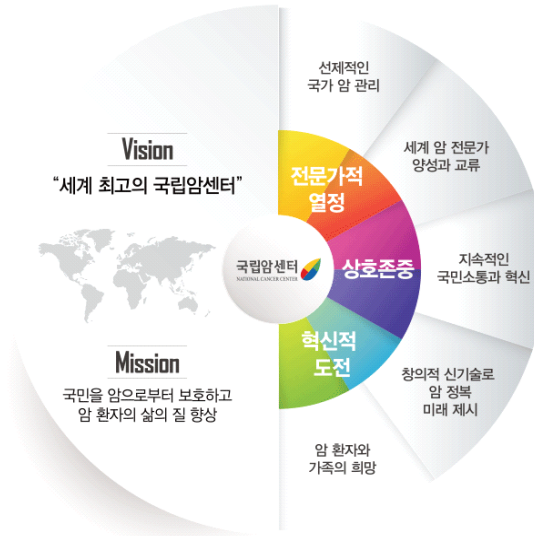 Vision
“세계 최고의 국립암센터”
Mission
국민을 암으로부터 보호하고
암 환자의 삶의 질 향상
국립암센터
NATIONAL CANCER CENTER
전문가적
열정
상호존중
혁신적
도전
선제적인
국가 암 관리
세계 암 전문가
양성과 교류
지속적인
국민소통과 혁신
창의적 신기술로
암 정복
미래 제시
암 환자와
가족의 희망